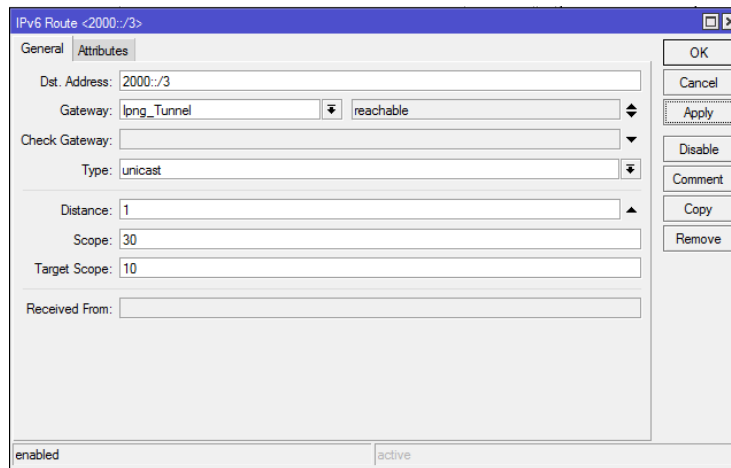 IPv6 Route <2000::/3>
General Attributes
OK
Dst. Address: 2000::/3
Cancel
Gateway: Ipng_Tunnel reachable
Apply
Check Gateway:
Type: unicast
Disable
Comment
Distance: 1
Copy
Scope: 30
Remove
Target Scope: 10
Received From:
enabled active